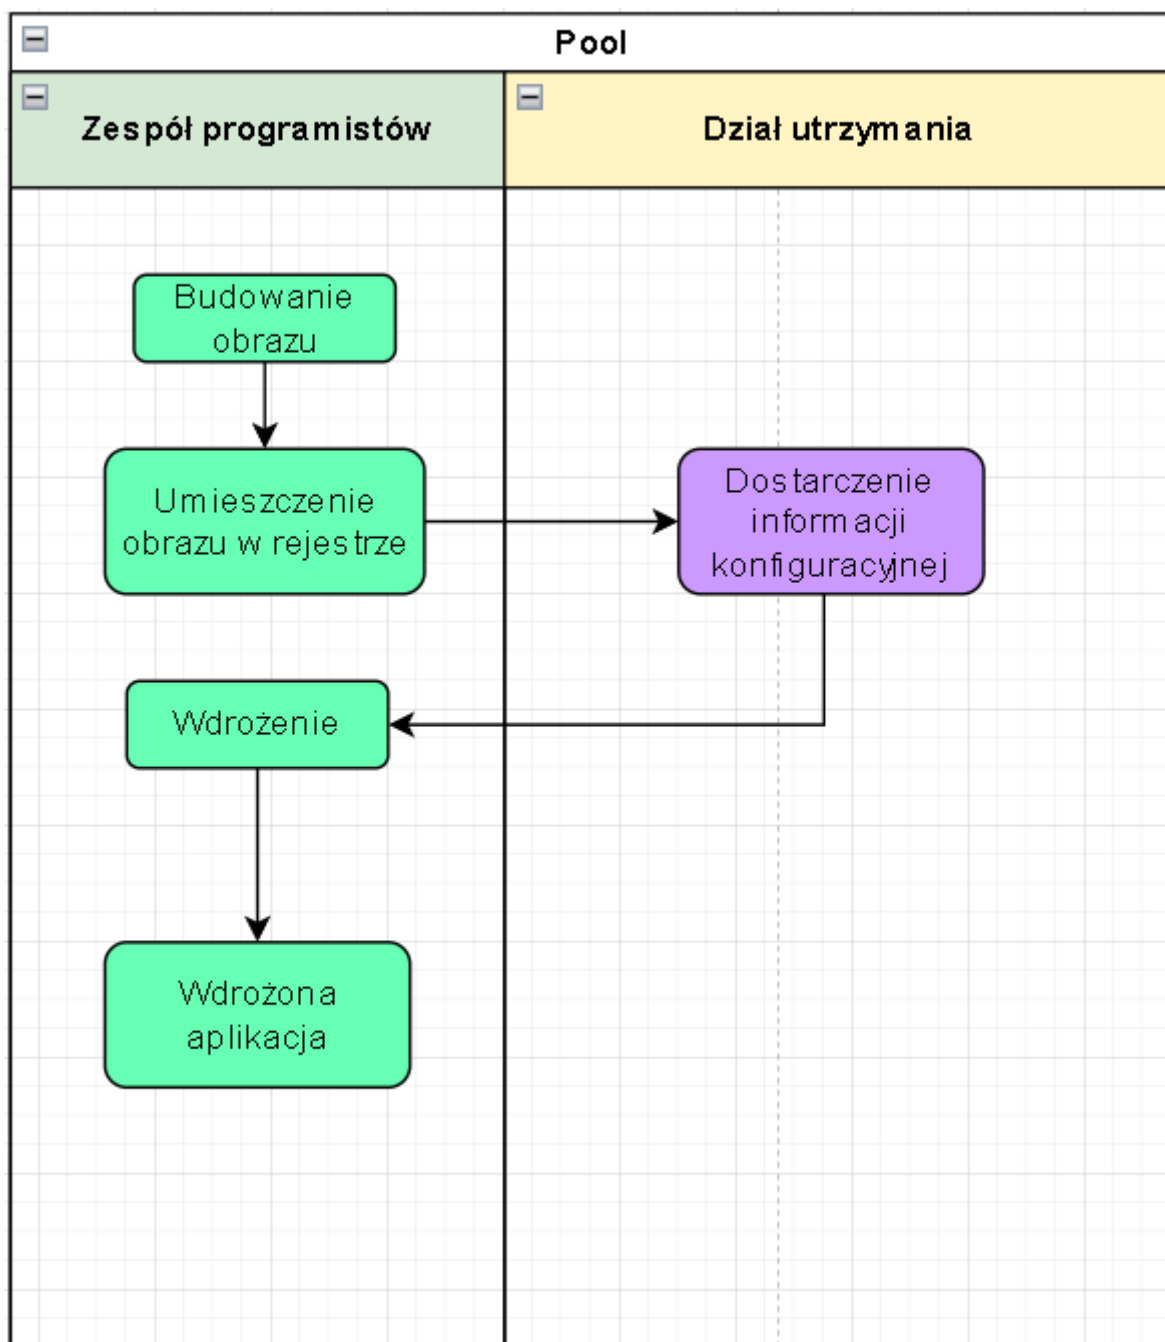 Pool
Zespół programistów
Dział utrzymania
Budowanie
obrazu
Umieszczenie
obrazu w rejestrze
Dostarczenie
informacji
konfiguracyjnej
Wdrożenie
Wdrożona
aplikacja